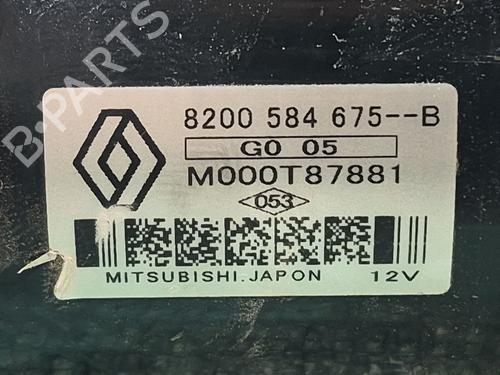 B-PARTS
8200 584 675--B
G0 05
M000T87881
053
MITSUBISHI.JAPON 12V